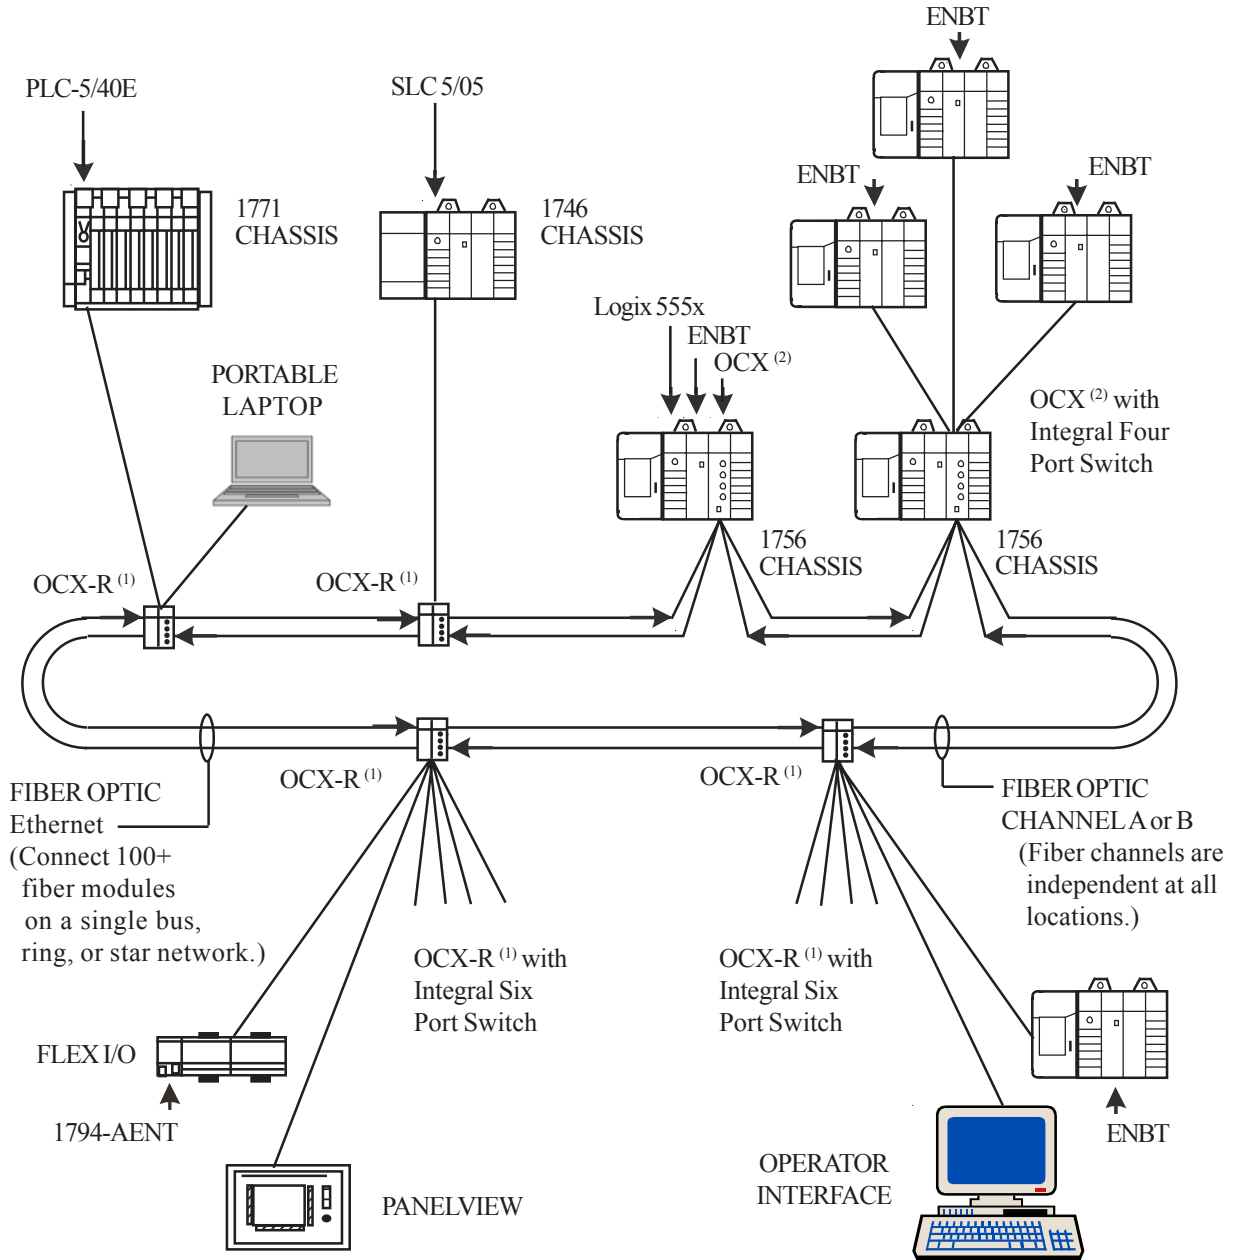 ENBT
PLC-5/40E
SLC 5/05
ENBT
ENBT
1771
CHASSIS
1746
CHASSIS
Logix 555x
ENBT
OCX (2)
PORTABLE
LAPTOP
OCX (2) with
Integral Four
Port Switch
1756
CHASSIS
1756
CHASSIS
OCX-R (1)
OCX-R (1)
OCX-R (1)
OCX-R (1)
FIBER OPTIC
Ethernet
(Connect 100+
fiber modules
on a single bus,
ring, or star network.)
FIBER OPTIC
CHANNEL A or B
(Fiber channels are
independent at all
locations.)
OCX-R (1) with
Integral Six
Port Switch
OCX-R (1) with
Integral Six
Port Switch
FLEX I/O
1794-AENT
ENBT
PANELVIEW
OPERATOR
INTERFACE